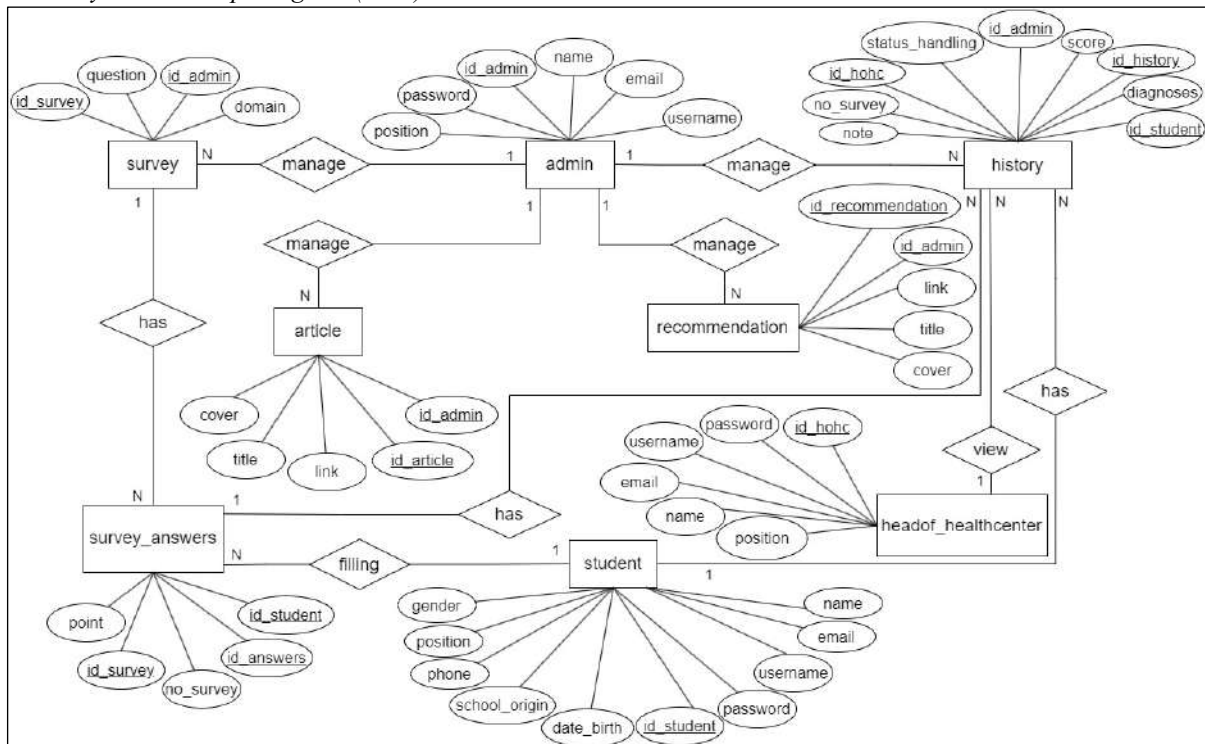 id_admin
status_handling
score
question
id_admin
id_admin
name
id_hohc
id_history
id_survey
domain
password
email
no_survey
diagnoses
position
username
note
id_student
survey
N
manage
1
admin
1
manage
N
history
1
1
1
N
N
N
id_recommendation
manage
manage
id_admin
link
N
N
has
article
recommendation
title
cover
has
cover
id_admin
password
id_hohc
title
link
id_article
username
view
email
1
N
1
has
name
headof_healthcenter
survey_answers
position
N
filling
1
student
1
point
id_student
gender
name
position
email
id_survey
id_answers
phone
username
no_survey
school_origin
password
date_birth
id_student